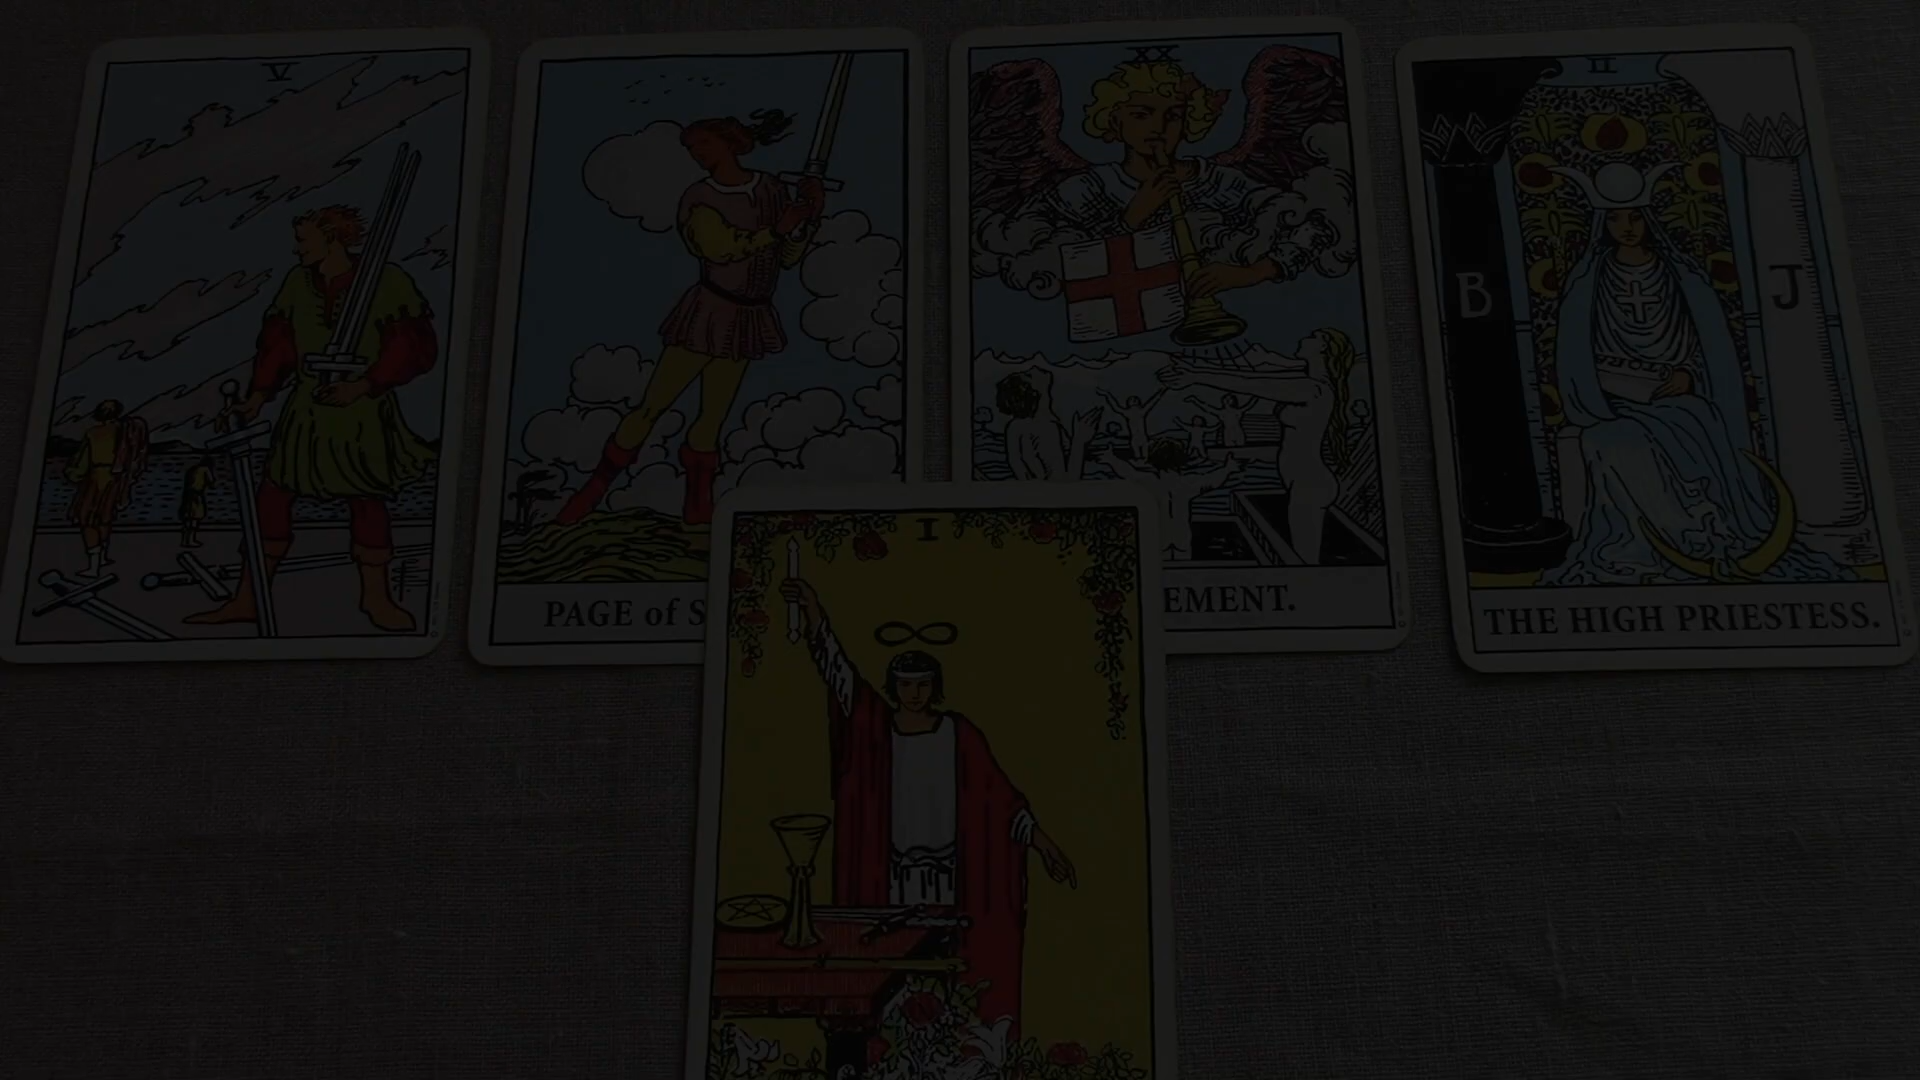 V
XX
II
B
J
PAGE of S
EMENT.
THE HIGH PRIESTESS.
I